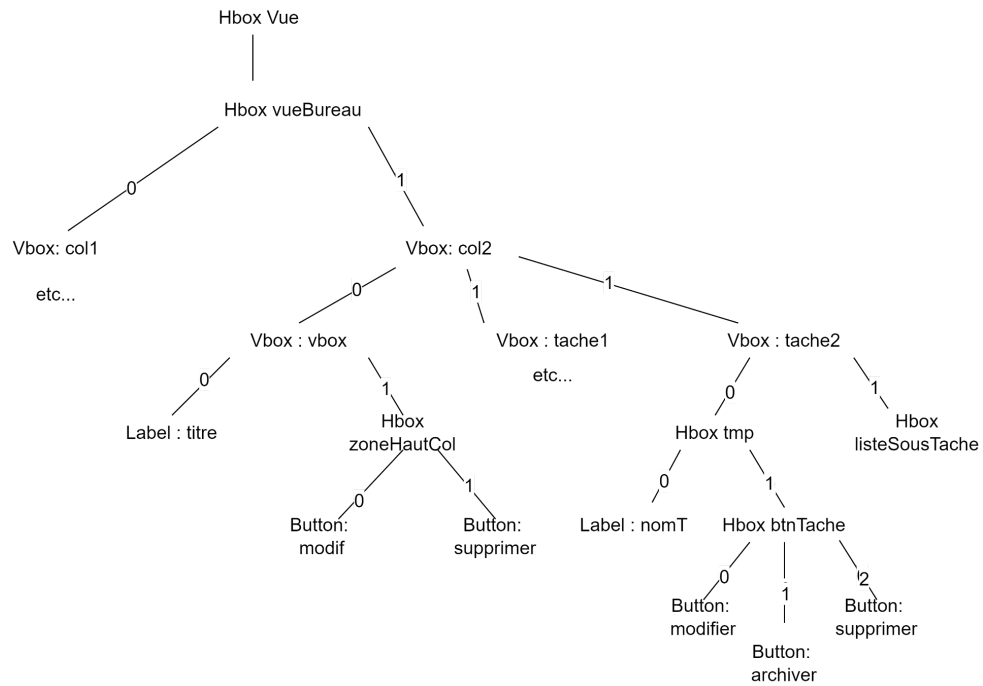 Hbox Vue
Hbox vueBureau
0
1
Vbox: col1
Vbox: col2
etc...
0
1
1
Vbox : vbox
Vbox : tache1
Vbox : tache2
etc...
0
1
0
1
Label : titre
Hbox
zoneHautCol
Hbox tmp
Hbox
listeSousTache
0
1
0
1
Button:
modif
Button:
supprimer
Label : nomT
Hbox btnTache
0
1
2
Button:
modifier
Button:
supprimer
Button:
archiver